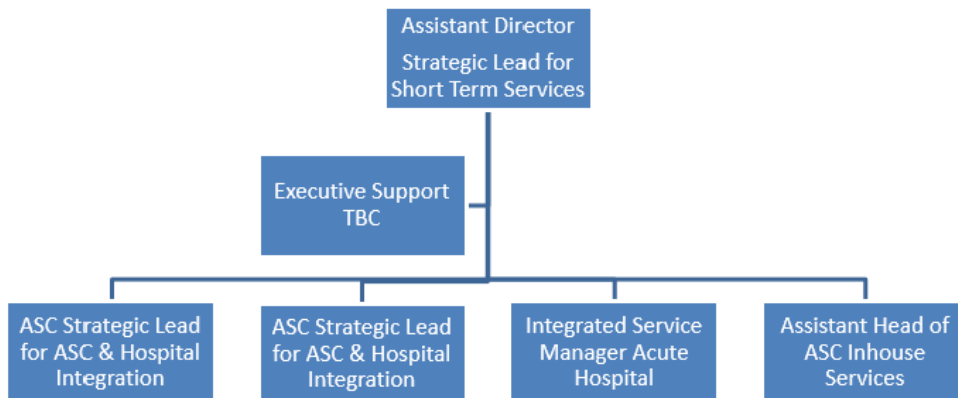 Assistant Director
Strategic Lead for
Short Term Services
Executive Support
TBC
ASC Strategic Lead
for ASC & Hospital
Integration
ASC Strategic Lead
for ASC & Hospital
Integration
Integrated Service
Manager Acute
Hospital
Assistant Head of
ASC Inhouse
Services